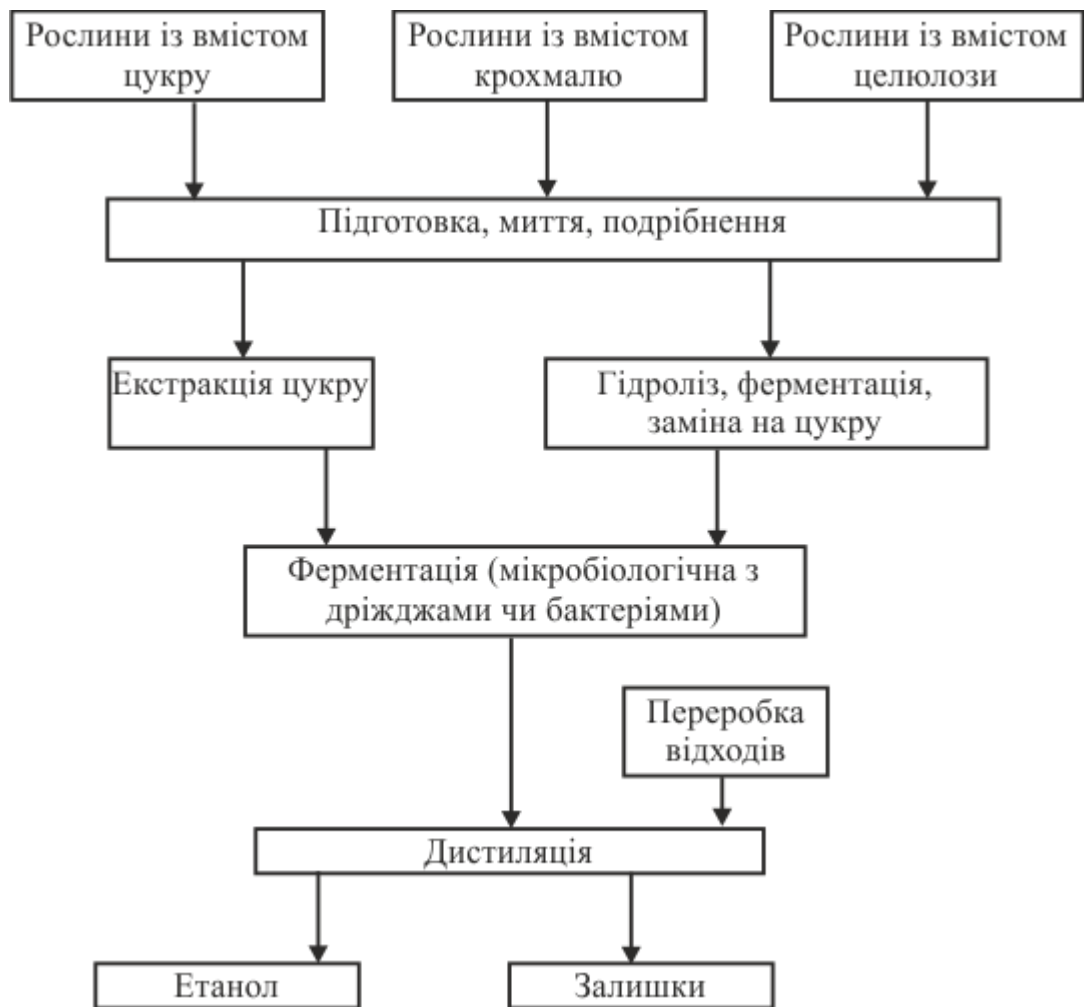 Рослини із вмістом
цукру
Рослини із вмістом
крохмалю
Рослини із вмістом
целюлози
Підготовка, миття, подрібнення
Екстракція цукру
Гідроліз, ферментація,
заміна на цукру
Ферментація (мікробіологічна з
дріжджами чи бактеріями)
Переробка
відходів
Дистиляція
Етанол
Залишки